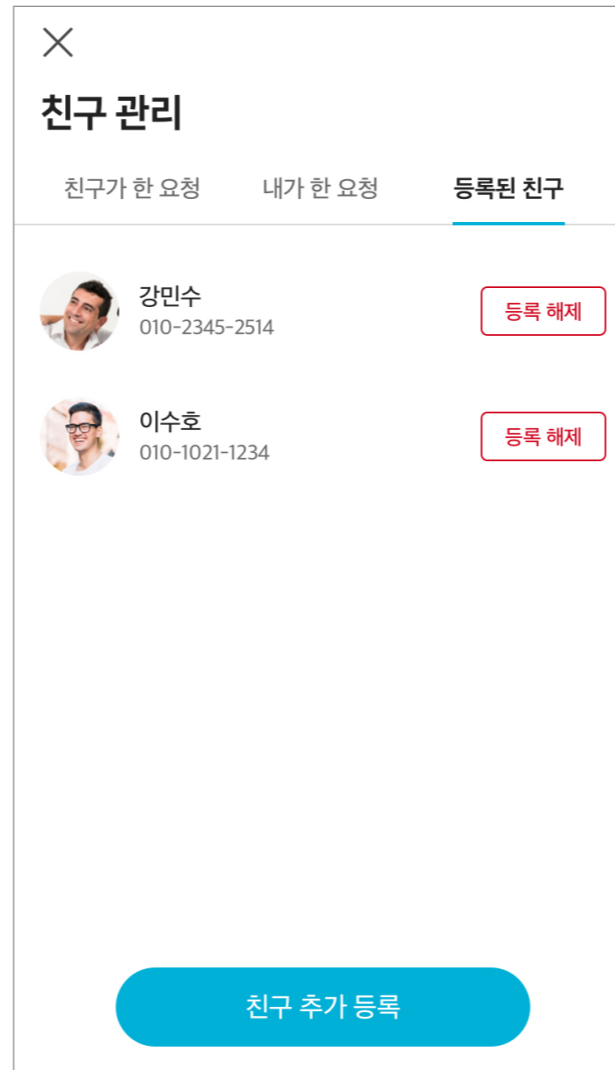 친구 관리
친구가 한 요청 내가 한 요청 등록된 친구
강민수
010-2345-2514
등록 해제
이수호
010-1021-1234
등록 해제
친구 추가 등록